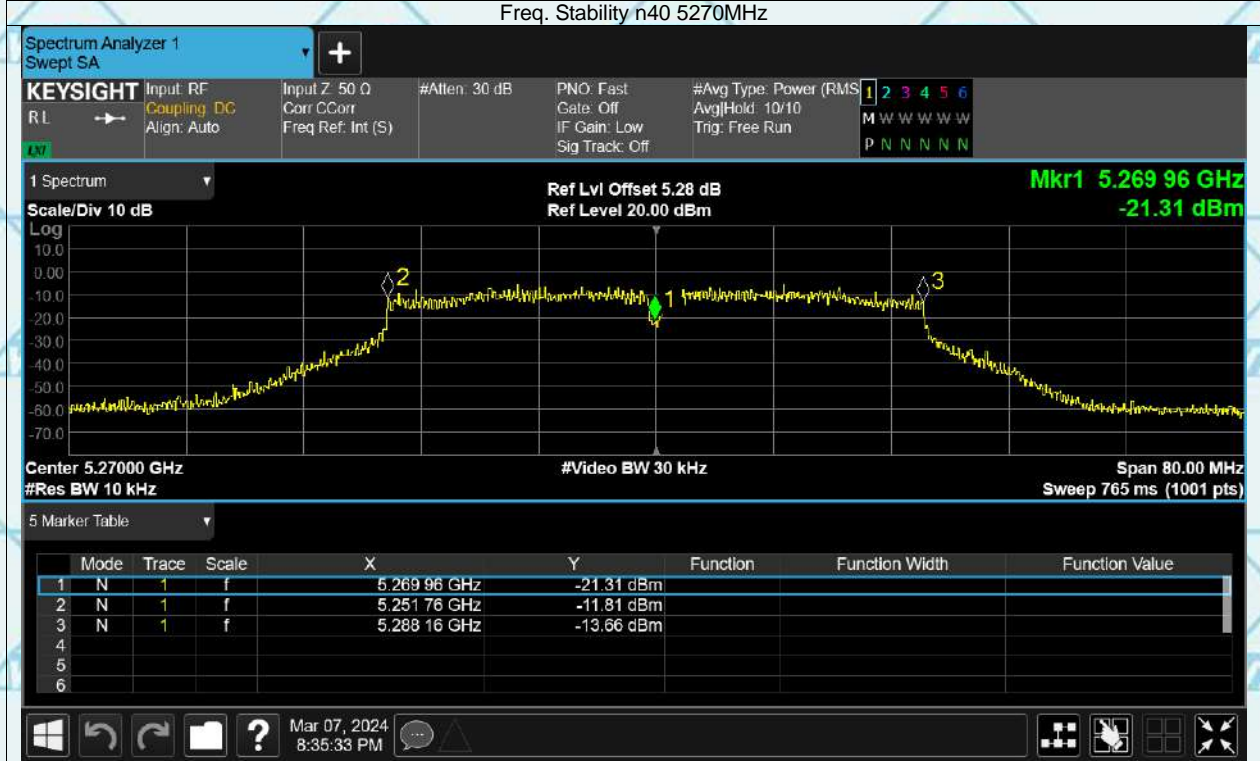 Freq. Stability n40 5270MHz
Spectrum Analyzer 1
Swept SA
KEYSIGHT
R L
LXI
Input: RF
Coupling: DC
Align: Auto
Input Z: 50 Ω
Corr CCorr
Freq Ref: Int (S)
#Atten: 30 dB
PNO: Fast
Gate: Off
IF Gain: Low
Sig Track: Off
#Avg Type: Power (RMS
Avg|Hold: 10/10
Trig: Free Run
1 2 3 4 5 6
M W W W W W
P N N N N N
1 Spectrum
Scale/Div 10 dB
Ref Lvl Offset 5.28 dB
Ref Level 20.00 dBm
Mkr1 5.269 96 GHz
-21.31 dBm
Log
10.0
0.00
-10.0
-20.0
-30.0
-40.0
-50.0
-60.0
-70.0
2
1
3
Center 5.27000 GHz
#Res BW 10 kHz
#Video BW 30 kHz
Span 80.00 MHz
Sweep 765 ms (1001 pts)
5 Marker Table
Mode Trace Scale X Y Function Function Width Function Value
1 N 1 f 5.269 96 GHz -21.31 dBm
2 N 1 f 5.251 76 GHz -11.81 dBm
3 N 1 f 5.288 16 GHz -13.66 dBm
4
5
6
?
Mar 07, 2024
8:35:33 PM